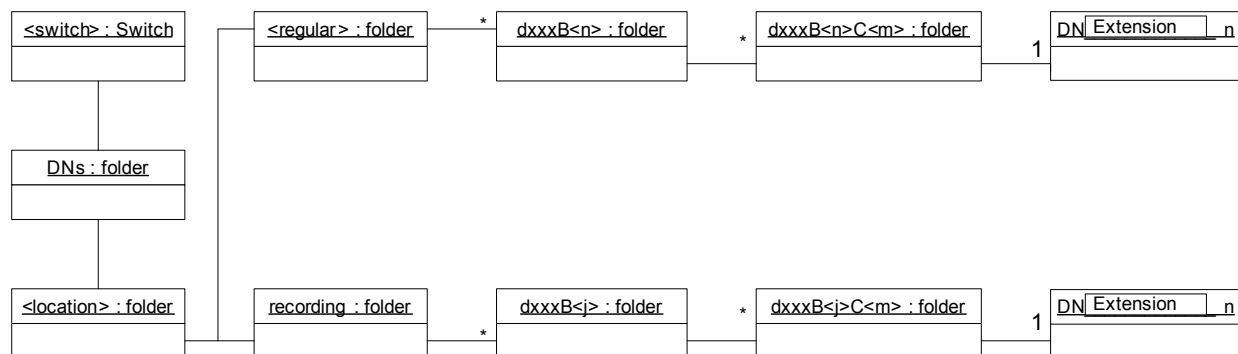 <switch> : Switch
<regular> : folder
*
dxxxB<n> : folder
*
dxxxB<n>C<m> : folder
1
DN Extension n
DNs : folder
<location> : folder
recording : folder
*
dxxxB<j> : folder
*
dxxxB<j>C<m> : folder
1
DN Extension n